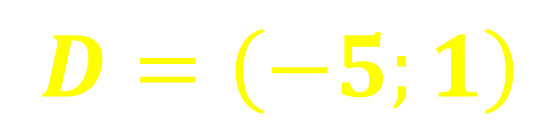 D = (−5; 1)